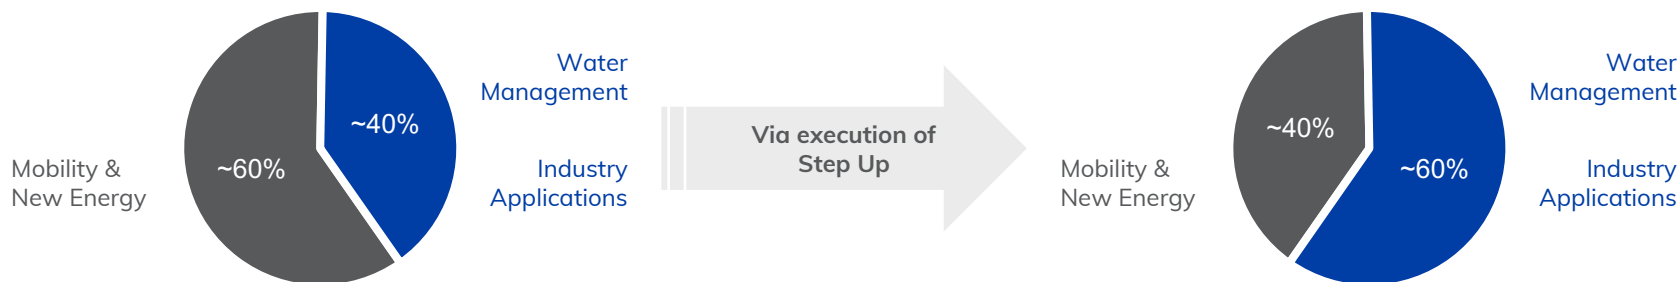 Mobility &
New Energy
~60%
~40%
Water
Management
Industry
Applications
Via execution of
Step Up
Mobility &
New Energy
~40%
~60%
Water
Management
Industry
Applications